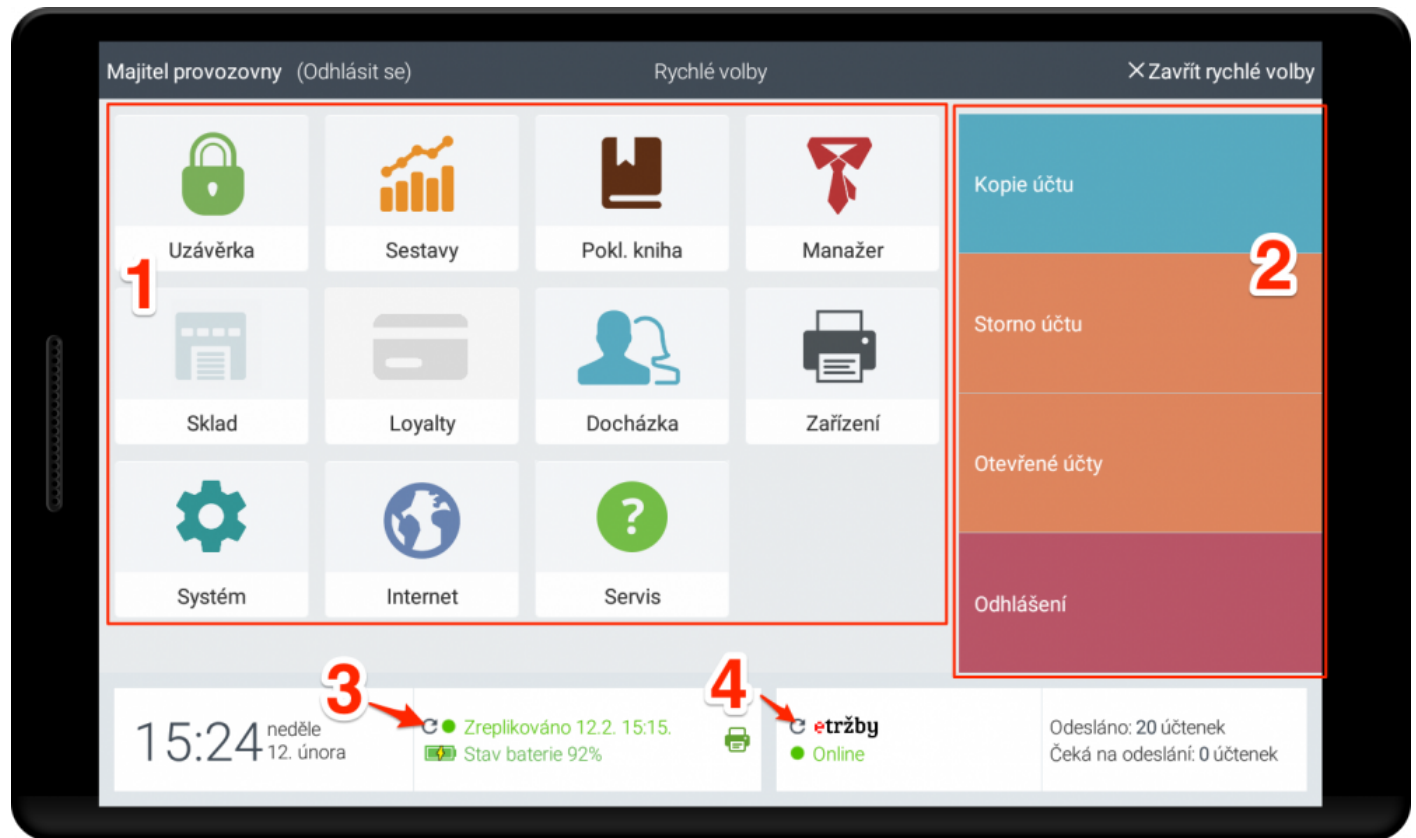 Majitel provozovny (Odhlásit se)
Rychlé volby
×Zavřít rychlé volby
1
Uzávěrka
Sestavy
Pokl. kniha
Manažer
Sklad
Loyalty
Docházka
Zařízení
?
Systém
Internet
Servis
2
Kopie účtu
Storno účtu
Otevřené účty
Odhlášení
3
4
15:24
neděle
12. února
Zreplikováno 12.2. 15:15.
Stav baterie 92%
etržby
Online
Odesláno: 20 účtenek
Čeká na odeslání: 0 účtenek